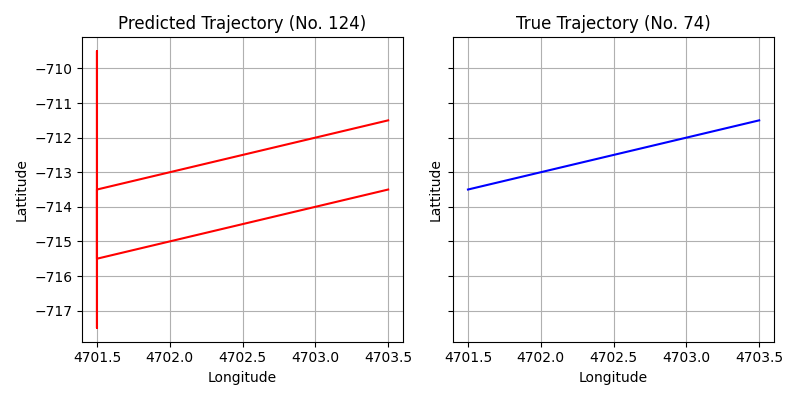 Predicted Trajectory (No. 124)
Lattitude
−710
−711
−712
−713
−714
−715
−716
−717
4701.5 4702.0 4702.5 4703.0 4703.5
Longitude
True Trajectory (No. 74)
Lattitude
4701.5 4702.0 4702.5 4703.0 4703.5
Longitude